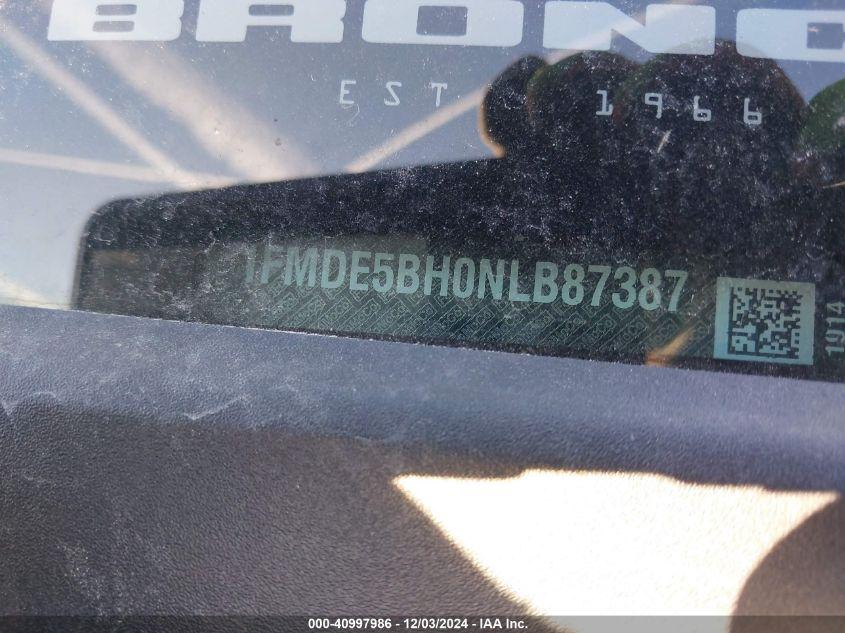 BRONC
EST 1966
1FMDE5BH0NLB87387
1914
000-40997986 - 12/03/2024 - IAA Inc.